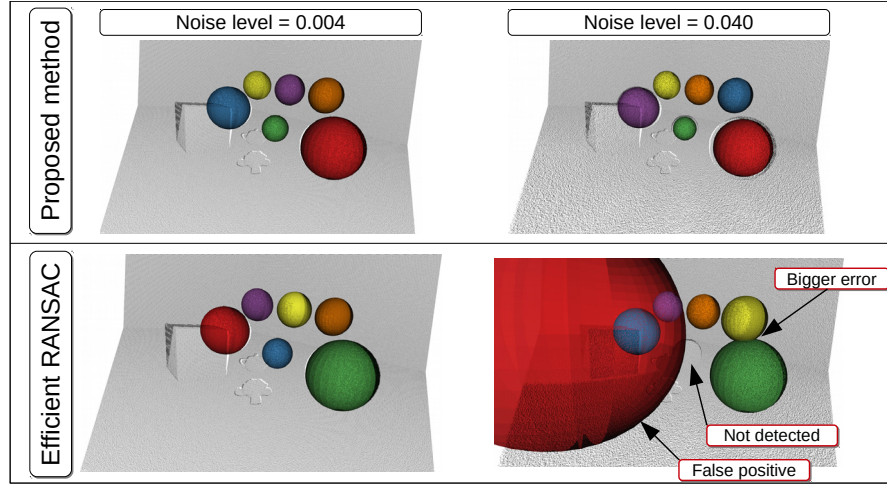 Noise level = 0.004
Noise level = 0.040
Proposed method
Efficient RANSAC
Bigger error
Not detected
False positive